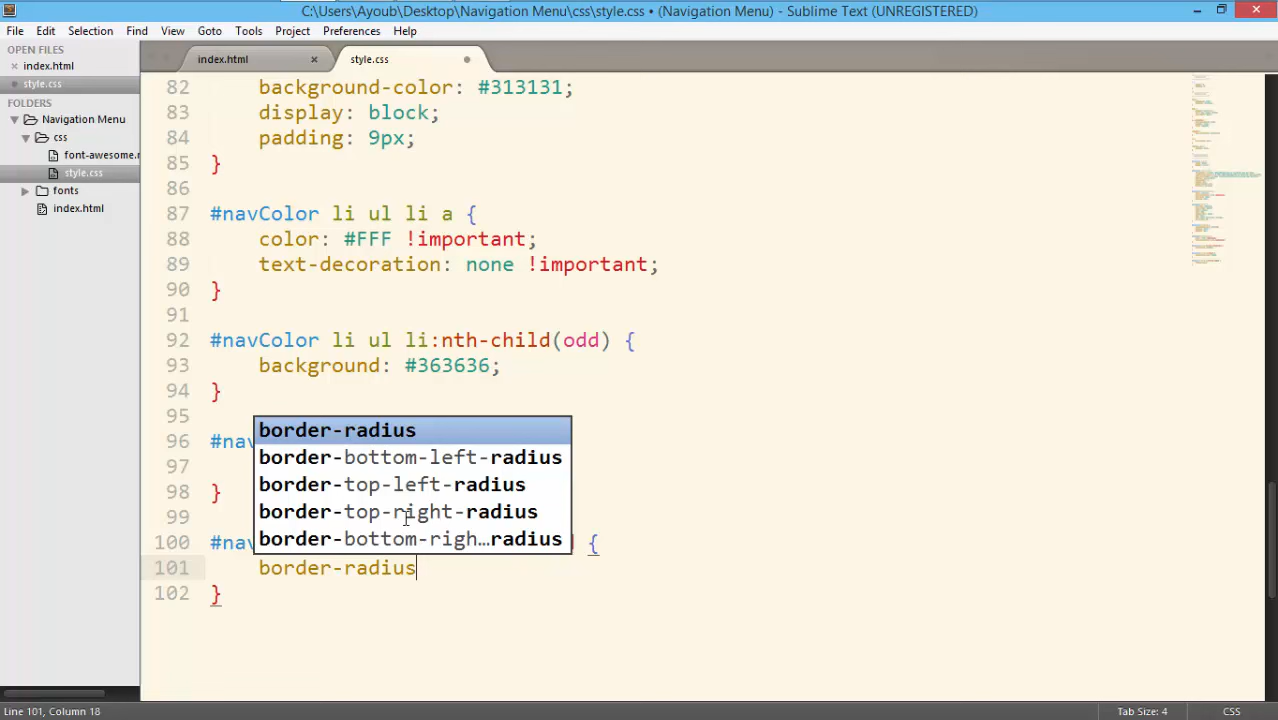 C:\Users\Ayoub\Desktop\Navigation Menu\css\style.css • (Navigation Menu) - Sublime Text (UNREGISTERED)
File Edit Selection Find View Goto Tools Project Preferences Help
OPEN FILES
index.html
style.css
FOLDERS
Navigation Menu
css
font-awesome.m
style.css
fonts
index.html
index.html
style.css
82 background-color: #313131;
83 display: block;
84 padding: 9px;
85 }
86
87 #navColor li ul li a {
88 color: #FFF !important;
89 text-decoration: none !important;
90 }
91
92 #navColor li ul li:nth-child(odd) {
93 background: #363636;
94 }
95
96 #nav
97
98 }
99
100 #nav {
101 border-radius
102 }
border-radius
border-bottom-left-radius
border-top-left-radius
border-top-right-radius
border-bottom-righ…radius
Line 101, Column 18
Tab Size: 4
CSS